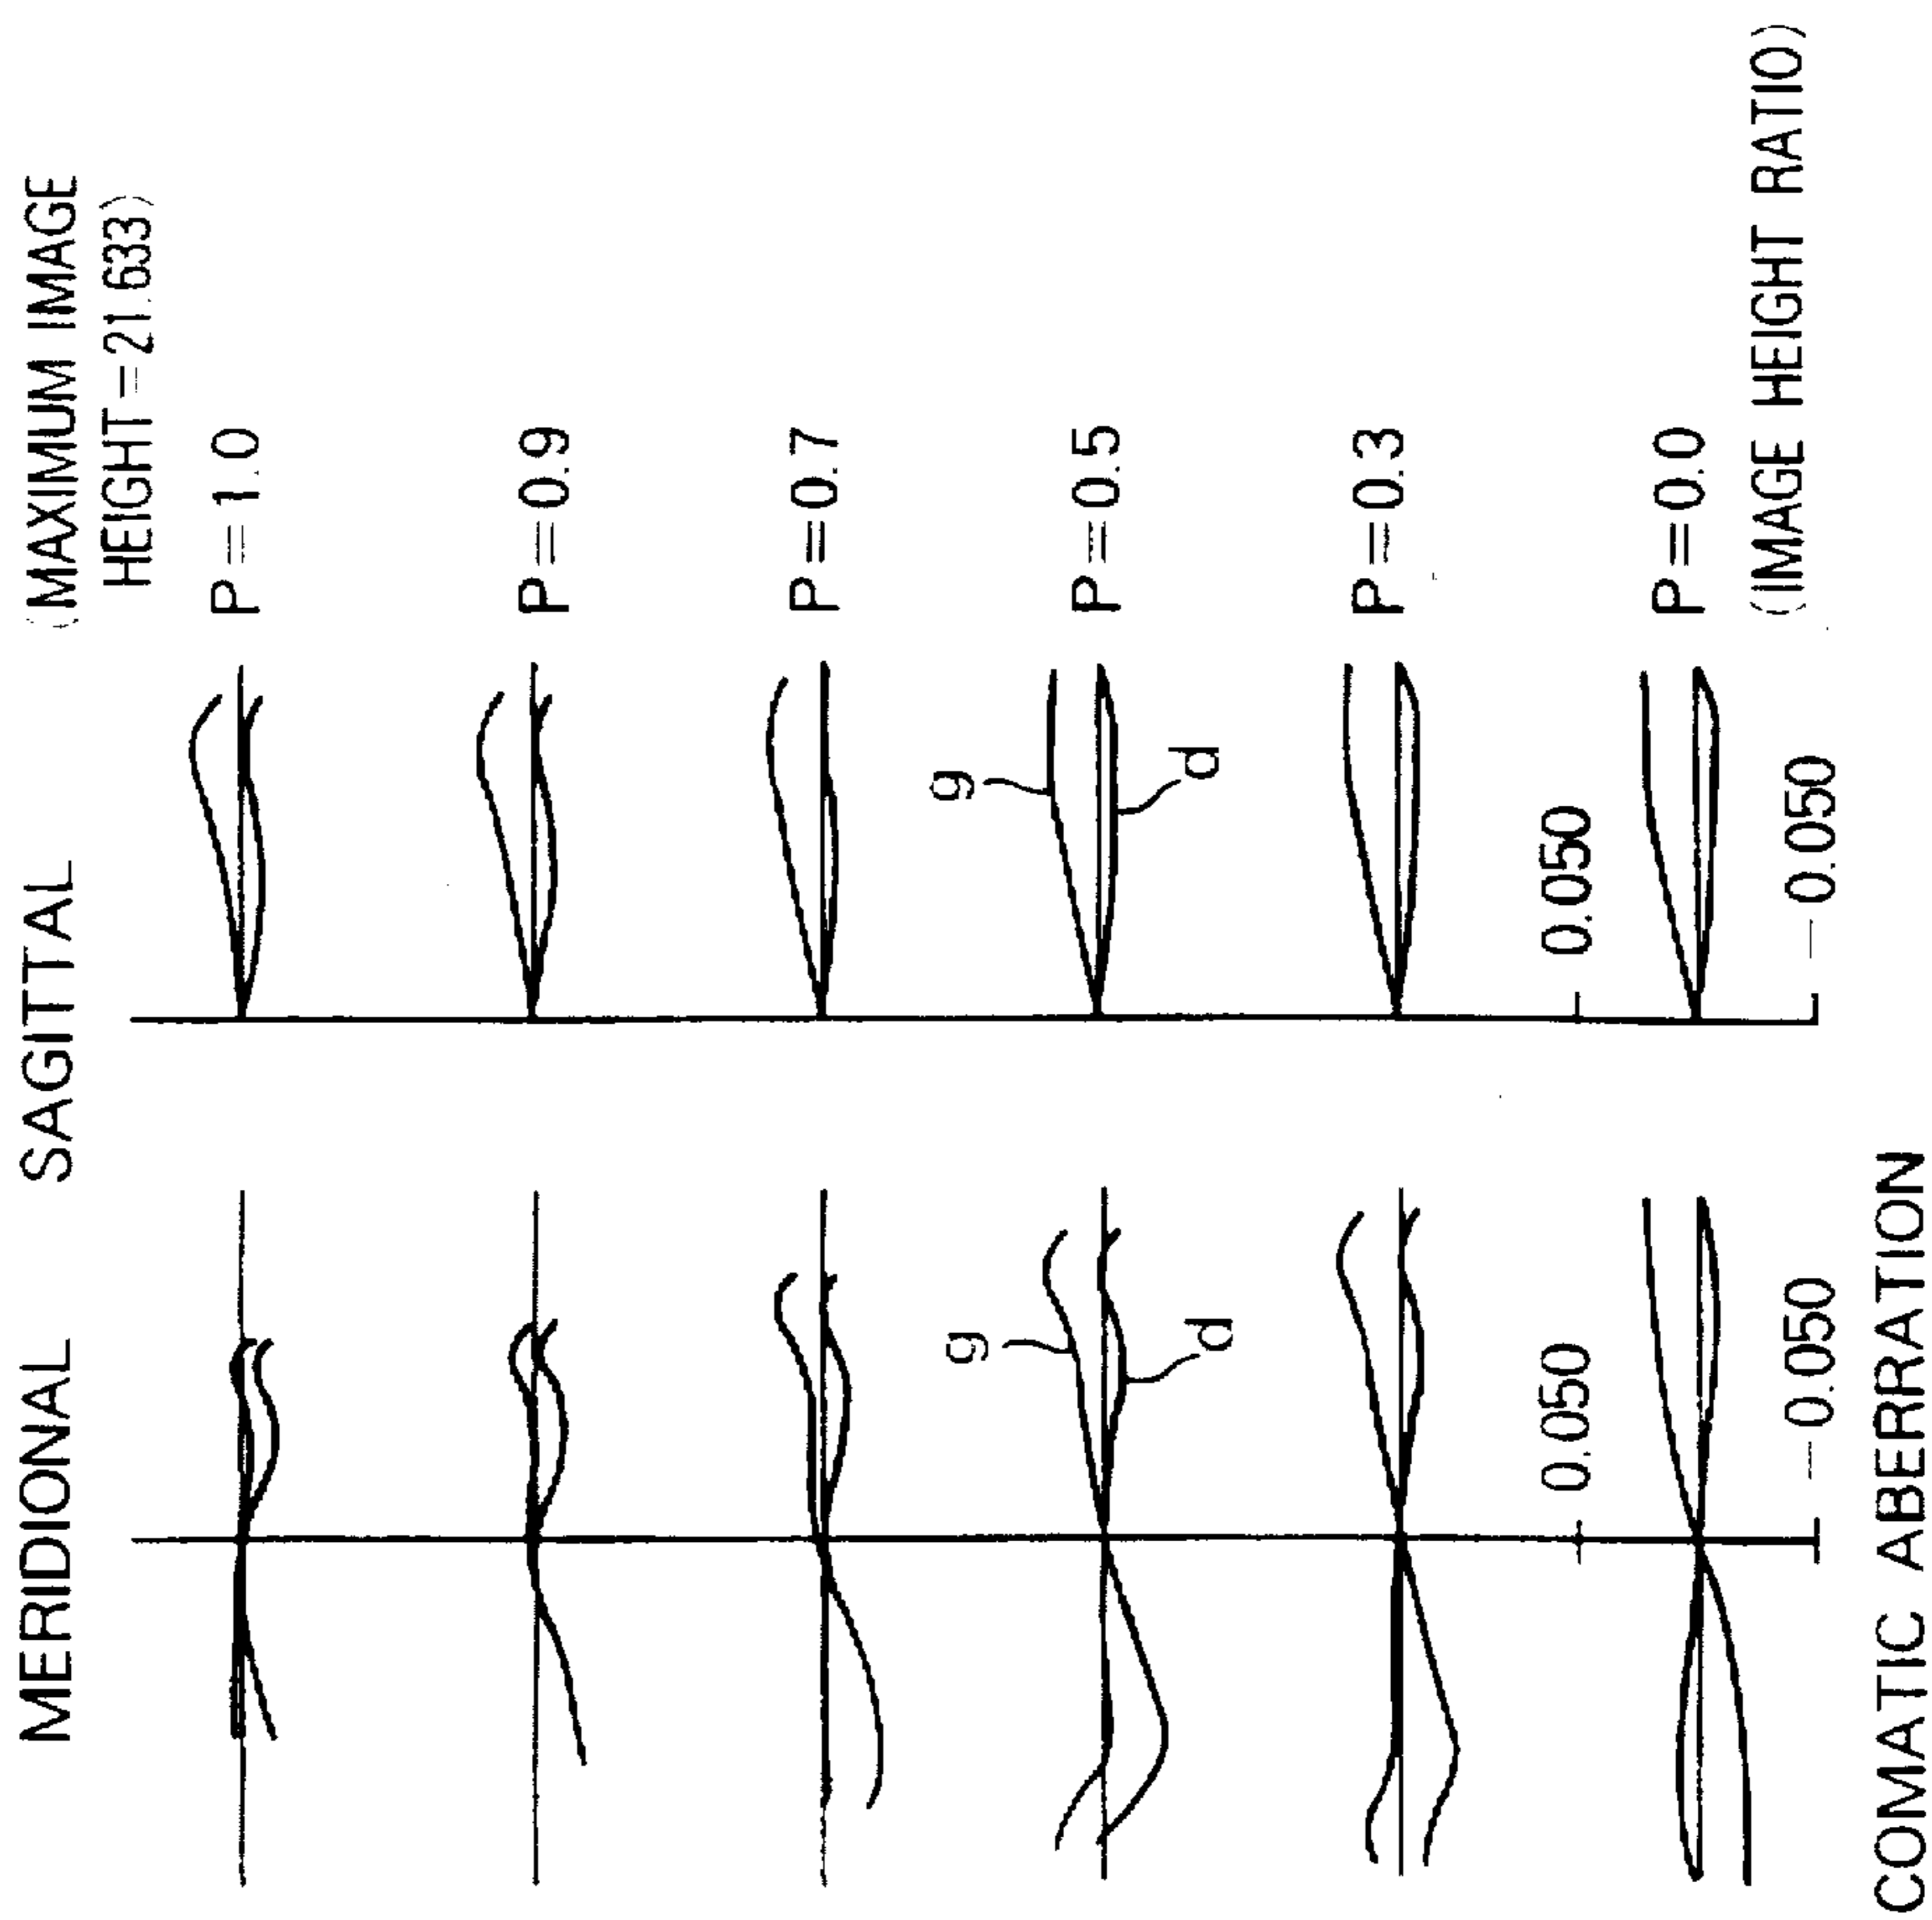 MERIDIONAL
SAGITTAL
(MAXIMUM IMAGE
HEIGHT=21.633)
P=1.0
P=0.9
P=0.7
g
g
P=0.5
d
d
P=0.3
0.050
0.050
P=0.0
(IMAGE HEIGHT RATIO)
-0.050
-0.050
COMATIC ABERRATION